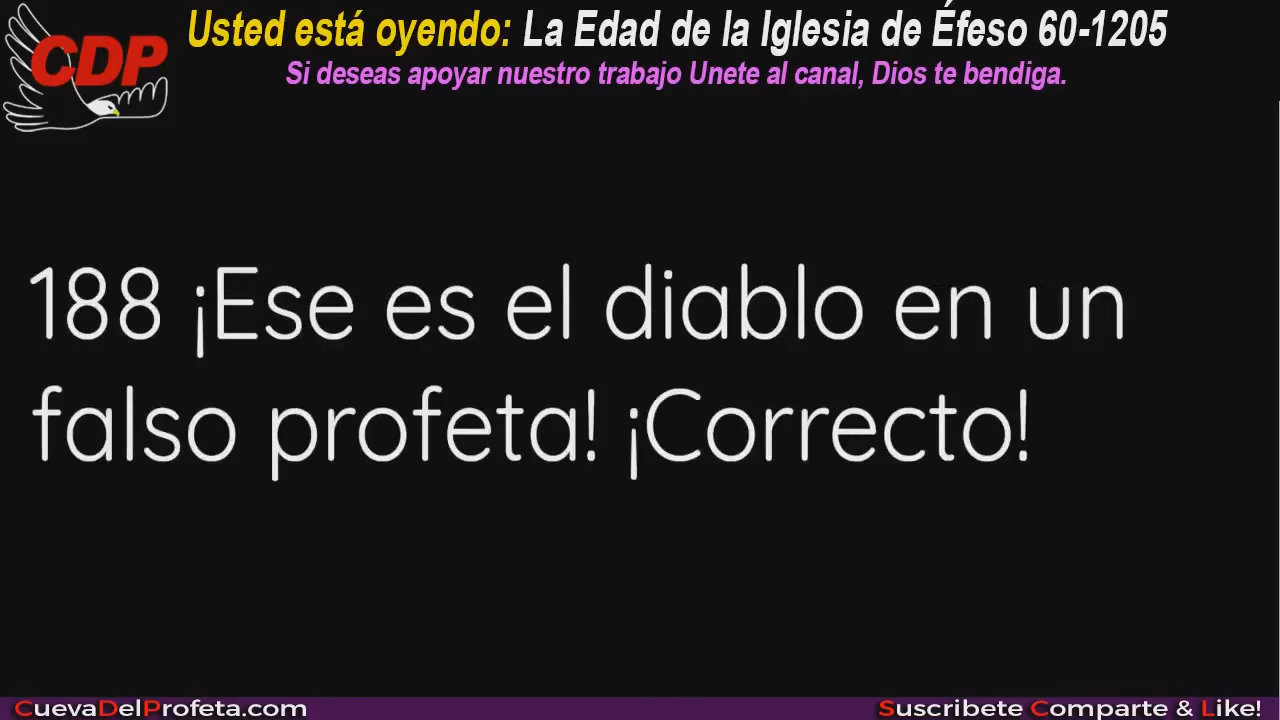 CDP
Usted está oyendo: La Edad de la Iglesia de Éfeso 60-1205
Si deseas apoyar nuestro trabajo Unete al canal, Dios te bendiga.
188 ¡Ese es el diablo en un
falso profeta! ¡Correcto!
CuevaDelProfeta.com
Suscribete Comparte & Like!